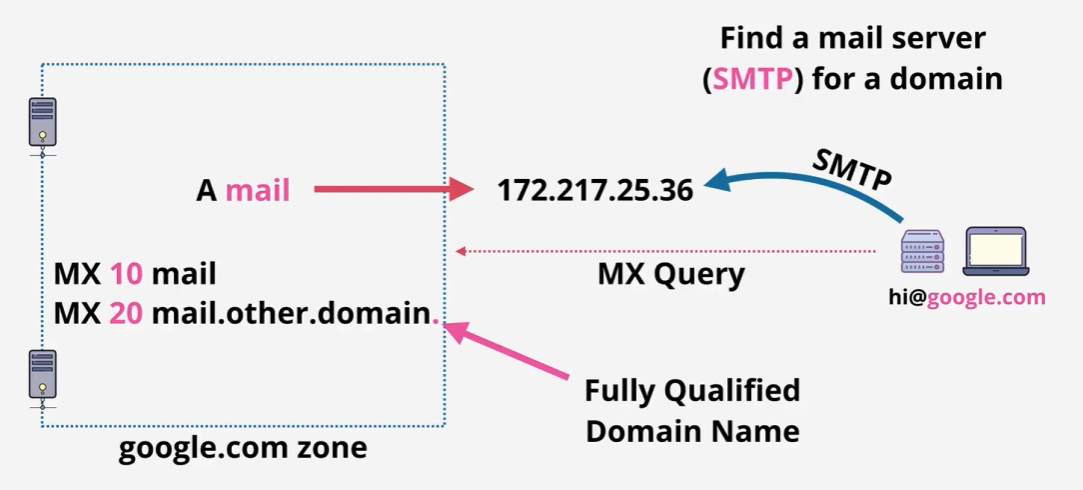 Find a mail server
(SMTP) for a domain
SMTP
A mail
172.217.25.36
MX 10 mail
MX Query
MX 20 mail.other.domain.
hi@google.com
Fully Qualified
Domain Name
google.com zone